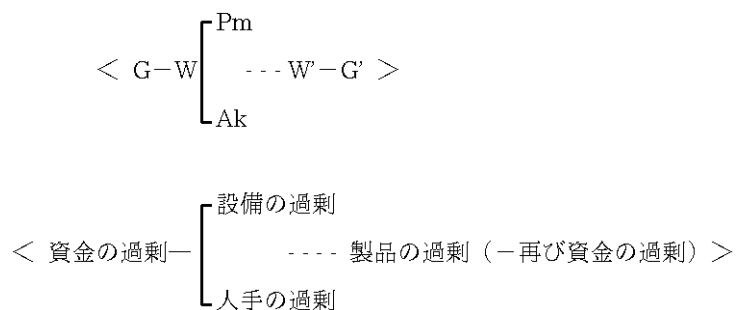 Pm
＜ G－W - - - W’－G’ ＞
Ak
設備の過剰
＜ 資金の過剰― - - - - 製品の過剰（－再び資金の過剰）＞
人手の過剰